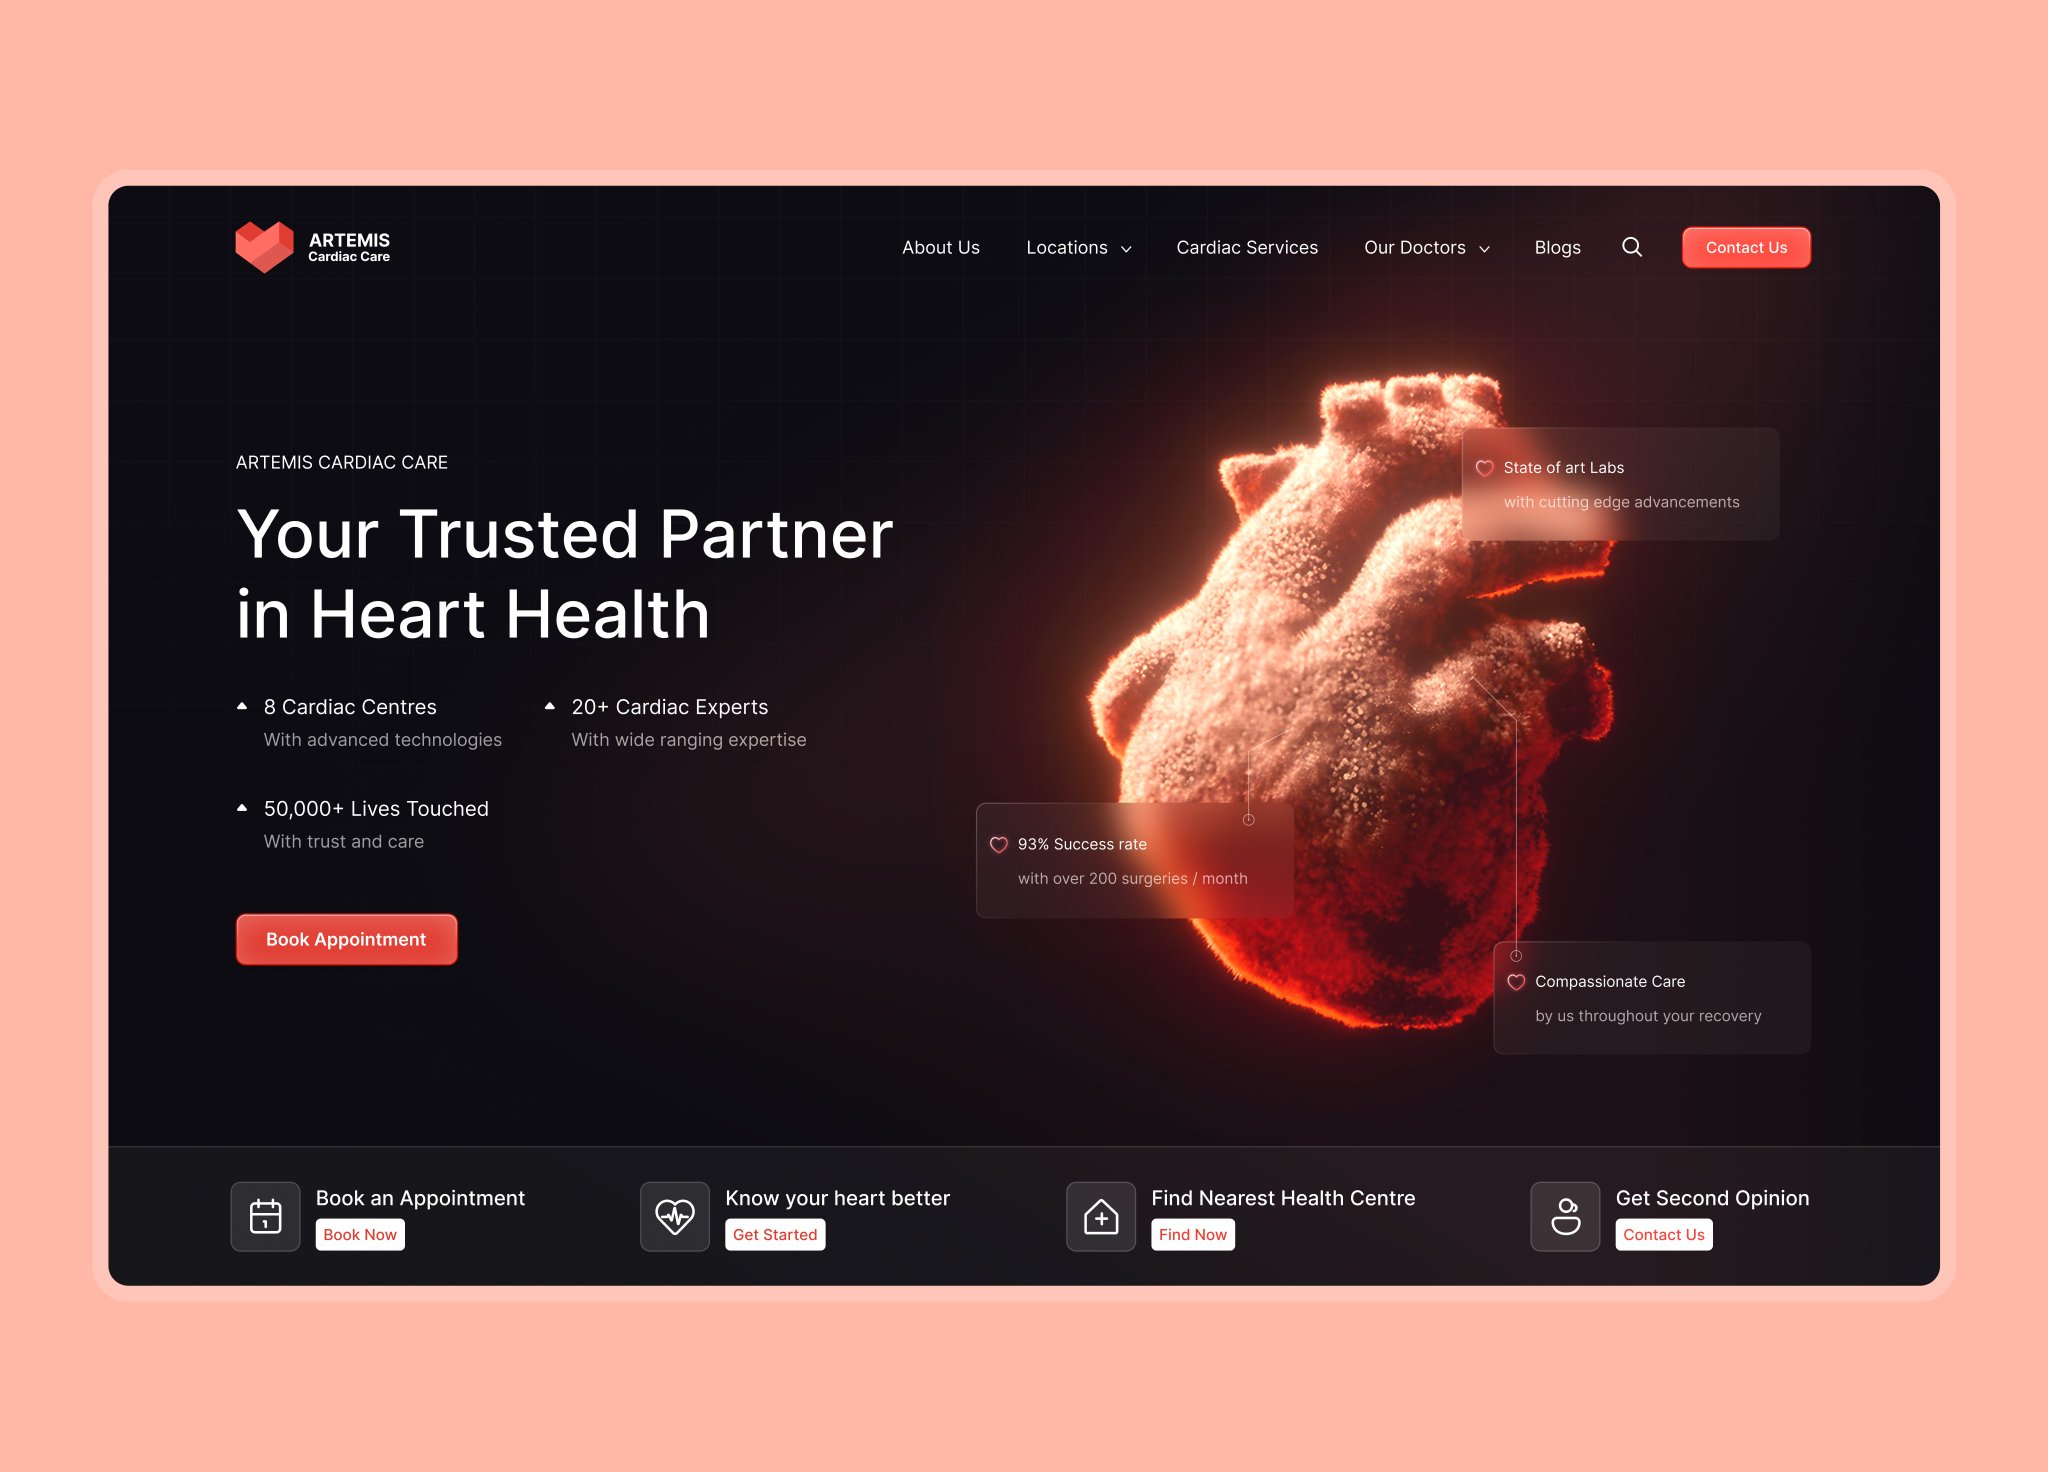 ARTEMIS
Cardiac Care
About Us
Locations
Cardiac Services
Our Doctors
Blogs
Contact Us
ARTEMIS CARDIAC CARE
Your Trusted Partner
in Heart Health
8 Cardiac Centres
With advanced technologies
20+ Cardiac Experts
With wide ranging expertise
50,000+ Lives Touched
With trust and care
Book Appointment
State of art Labs
with cutting edge advancements
93% Success rate
with over 200 surgeries / month
Compassionate Care
by us throughout your recovery
1
Book an Appointment
Book Now
Know your heart better
Get Started
Find Nearest Health Centre
Find Now
Get Second Opinion
Contact Us